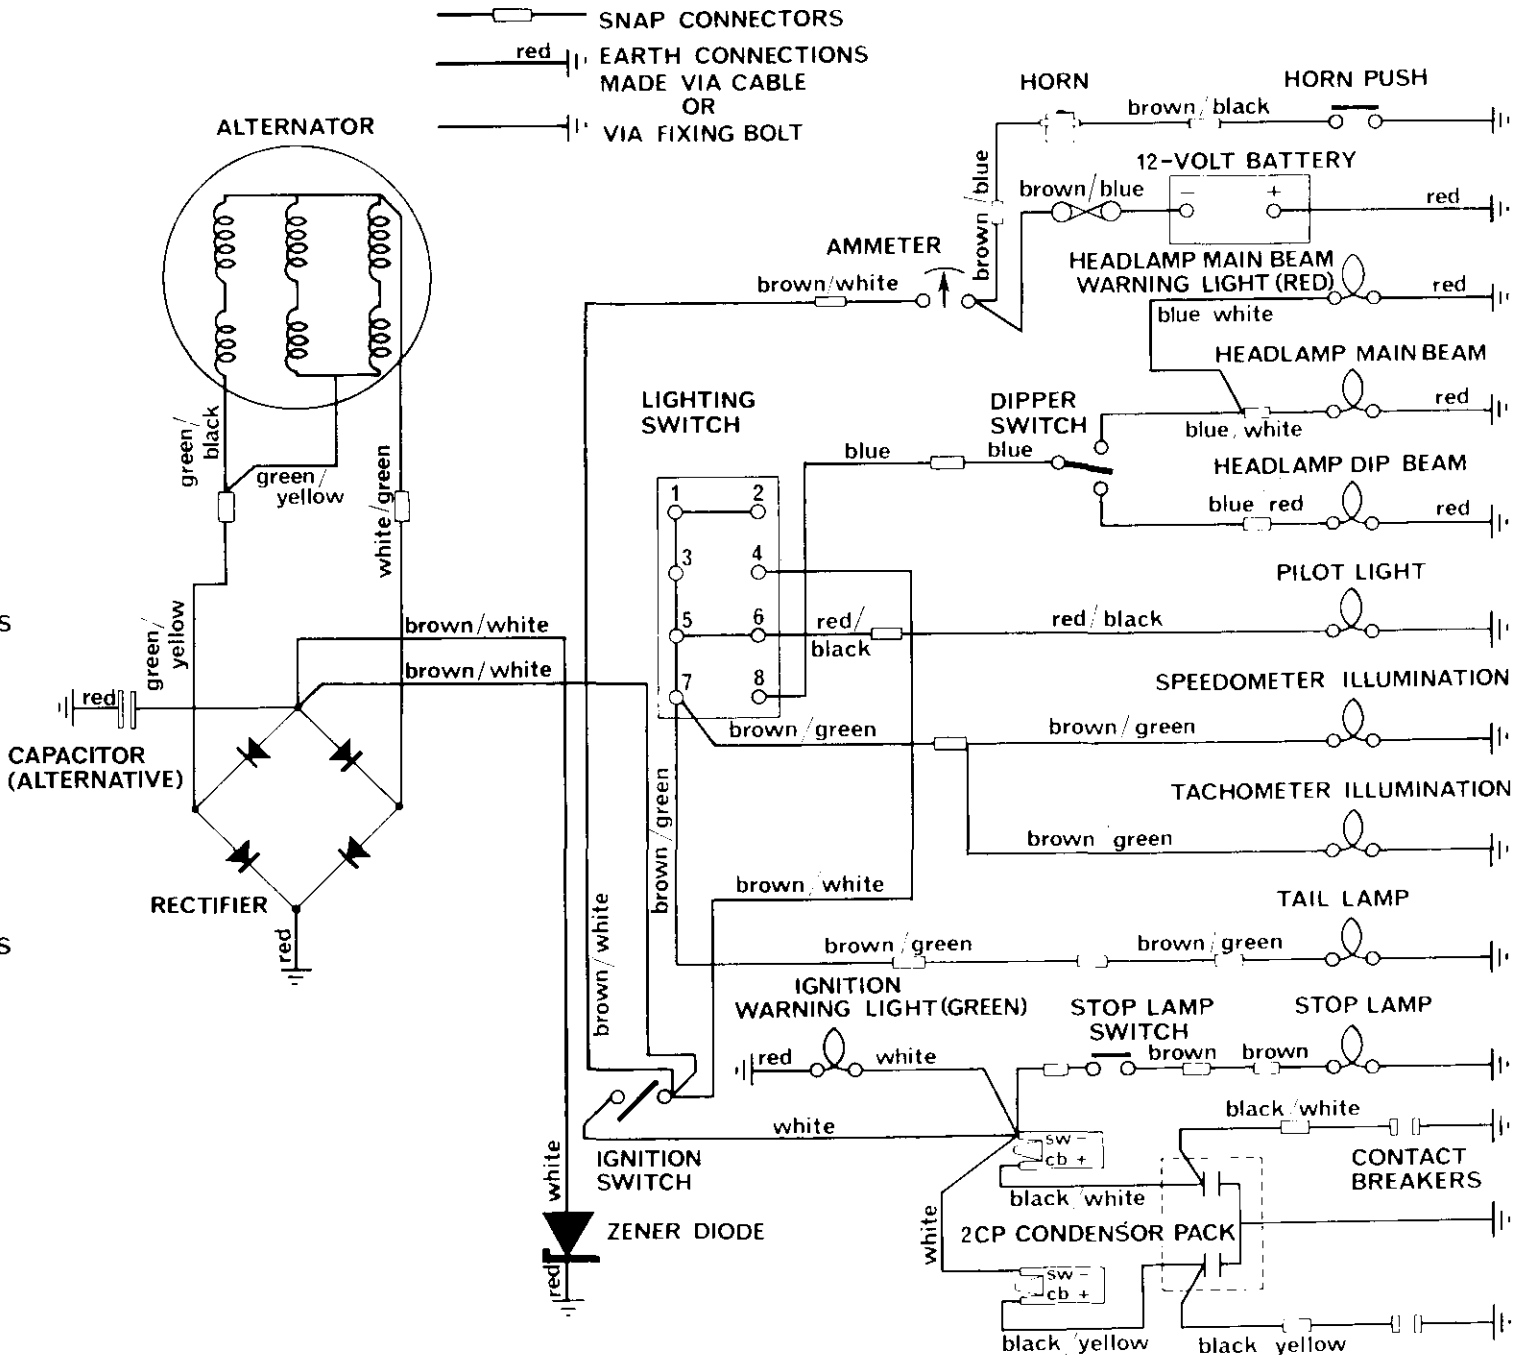 SNAP CONNECTORS
red
EARTH CONNECTIONS
MADE VIA CABLE
OR
VIA FIXING BOLT
ALTERNATOR
HORN
HORN PUSH
brown/black
12-VOLT BATTERY
brown/blue
brown/blue
-
+
red
AMMETER
brown/white
HEADLAMP MAIN BEAM
WARNING LIGHT (RED)
red
blue white
HEADLAMP MAIN BEAM
red
blue, white
LIGHTING
SWITCH
DIPPER
SWITCH
blue
blue
HEADLAMP DIP BEAM
blue red
red
green/
black
green/
yellow
white/green
1
2
3
4
5
6
7
8
PILOT LIGHT
red/
black
red/black
S
green/
yellow
brown/white
brown/white
SPEEDOMETER ILLUMINATION
brown/green
brown/green
red
CAPACITOR
(ALTERNATIVE)
TACHOMETER ILLUMINATION
brown green
brown/green
RECTIFIER
red
brown/white
TAIL LAMP
S
brown/green
brown/green
brown/white
IGNITION
WARNING LIGHT (GREEN)
STOP LAMP
SWITCH
STOP LAMP
red
white
brown
brown
white
black/white
sw -
cb +
CONTACT
BREAKERS
IGNITION
SWITCH
black/white
white
white
ZENER DIODE
2CP CONDENSOR PACK
red
sw -
cb +
black/yellow
black yellow